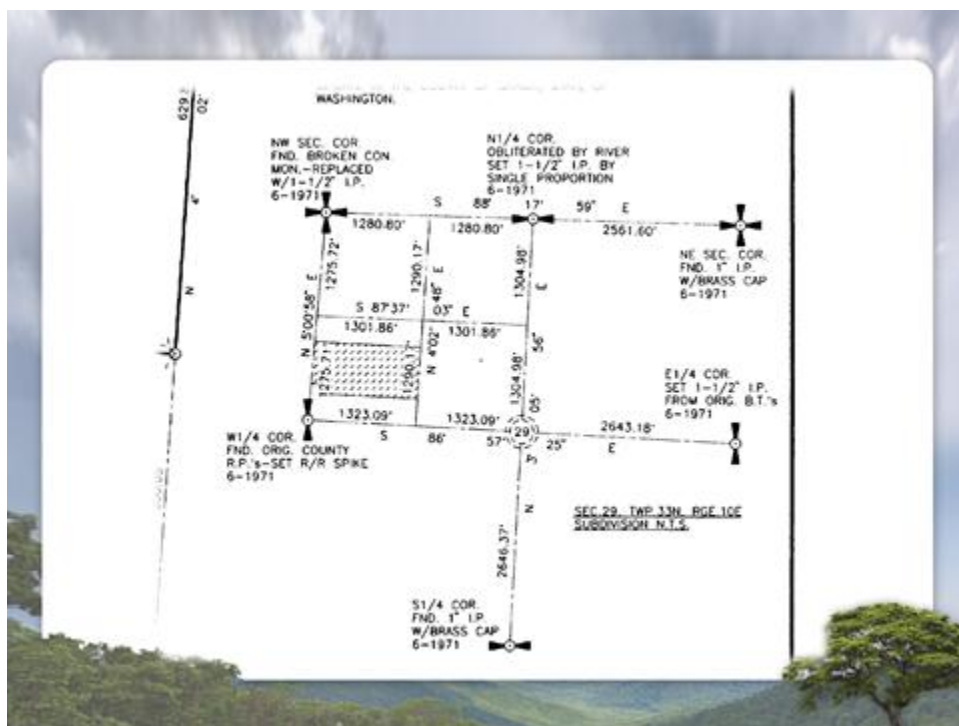 629.
02'
WASHINGTON.
NW SEC. COR.
FND. BROKEN CON.
MON.-REPLACED
W/1-1/2" I.P.
6-1971
N1/4 COR.
OBLITERATED BY RIVER
SET 1-1/2" I.P. BY
SINGLE PROPORTION
6-1971
S 88° 17' 59" E
1280.80'
1280.80'
2561.60'
NE SEC. COR.
FND. 1" I.P.
W/BRASS CAP
6-1971
N 5°00'58" E
1275.72'
1290.17'
1304.98'
S 87°37' 03" E
1301.86'
1301.86'
1275.71'
1290.17'
N 4°02' 48" E
1304.98'
05' 56" E
4°
N
E1/4 COR.
SET 1-1/2" I.P.
FROM ORIG. B.T.'s
6-1971
1323.09'
1323.09'
29
2643.18'
S 86° 57' 25" E
W1/4 COR.
FND. ORIG. COUNTY
R.P.'s-SET R/R SPIKE
6-1971
N
2646.37'
SEC.29, TWP.33N, RGE.10E
SUBDIVISION N.T.S.
S1/4 COR.
FND. 1" I.P.
W/BRASS CAP
6-1971